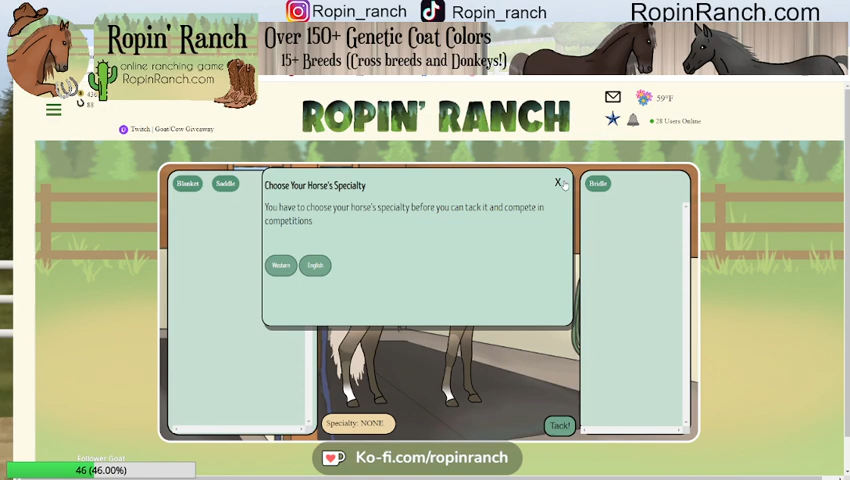 Ropin_ranch
Ropin_ranch
RopinRanch.com
Ropin' Ranch
online ranching game
RopinRanch.com
Over 150+ Genetic Coat Colors
15+ Breeds (Cross breeds and Donkeys!)
88
Twitch | Goat/Cow Giveaway
ROPIN' RANCH
59°F
28 Users Online
Blanket
Saddle
Choose Your Horse's Specialty
X
You have to choose your horse's specialty before you can tack it and compete in
competitions
Western
English
Bridle
Specialty: NONE
Tack!
Follower Goat
46 (46.00%)
Ko-fi.com/ropinranch